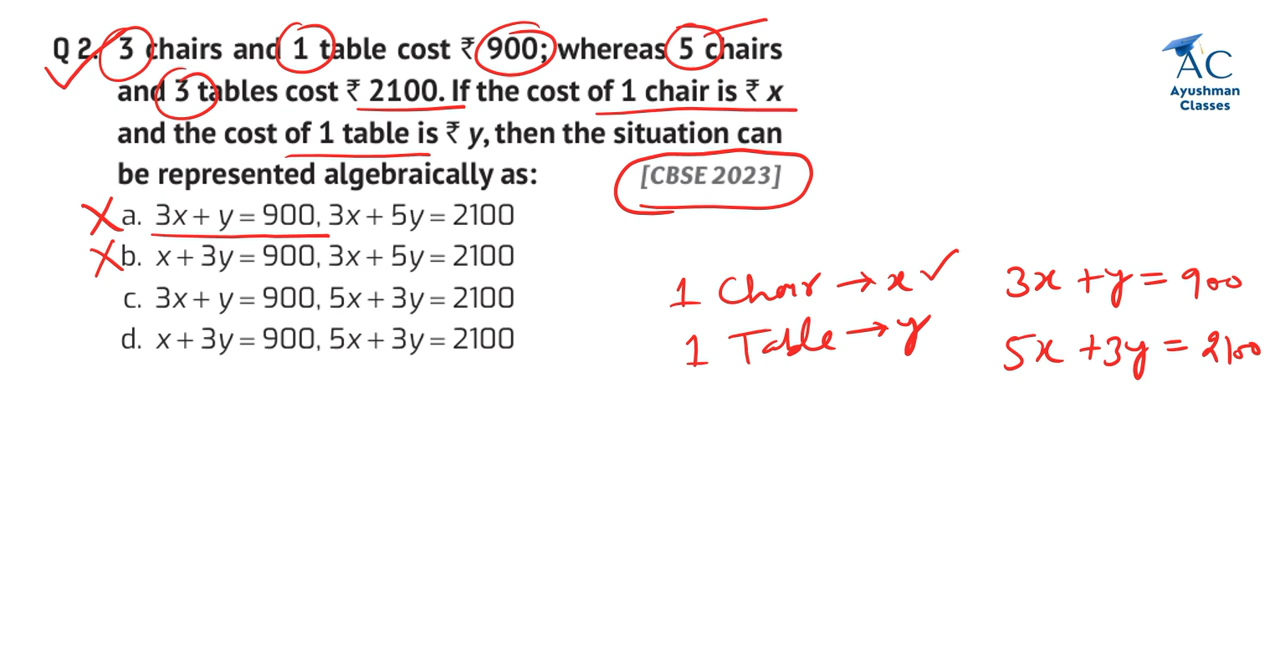 Q 2. 3 chairs and 1 table cost ₹ 900; whereas 5 chairs
and 3 tables cost ₹ 2100. If the cost of 1 chair is ₹ x
and the cost of 1 table is ₹ y, then the situation can
be represented algebraically as: [CBSE 2023]
a. 3x + y = 900, 3x + 5y = 2100
b. x + 3y = 900, 3x + 5y = 2100
c. 3x + y = 900, 5x + 3y = 2100
d. x + 3y = 900, 5x + 3y = 2100
1 Chair → x ✓
1 Table → y
3x + y = 900
5x + 3y = 2100
AC
Ayushman
Classes